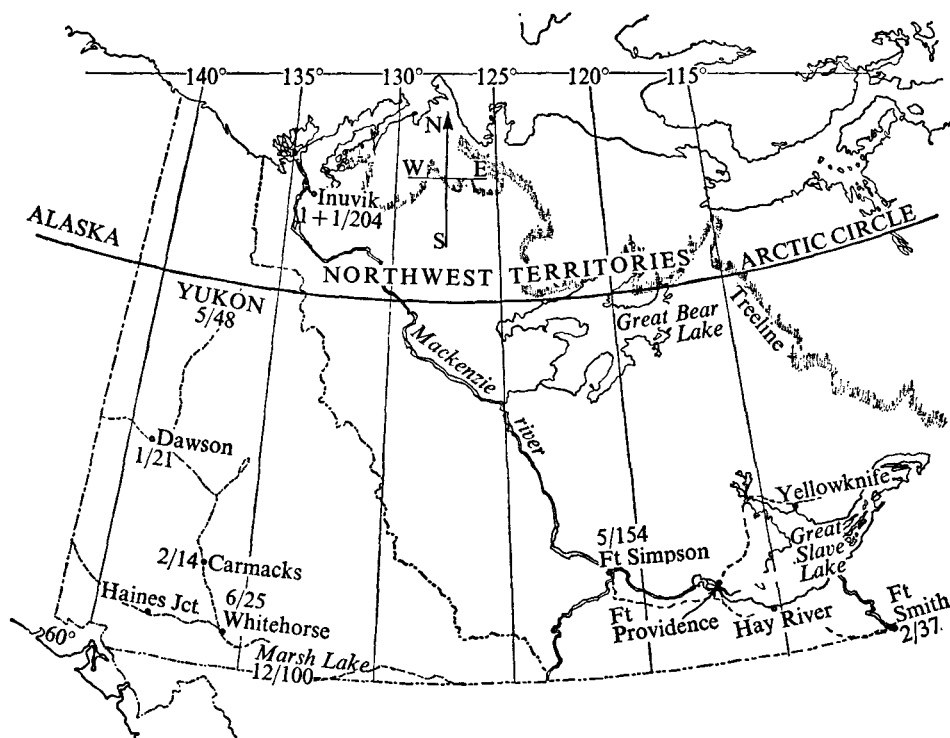 140° 135° 130° 125° 120° 115°
N
W E
S
Inuvik
1 + 1/204
ALASKA
NORTHWEST TERRITORIES
ARCTIC CIRCLE
YUKON
5/48
Great Bear
Lake
Treeline
Mackenzie
river
Dawson
1/21
Yellowknife
Great
Slave
Lake
5/154
Ft Simpson
2/14 Carmacks
Haines Jct.
6/25
Whitehorse
Ft
Providence
Hay River
Ft
Smith
2/37
60°
Marsh Lake
12/100